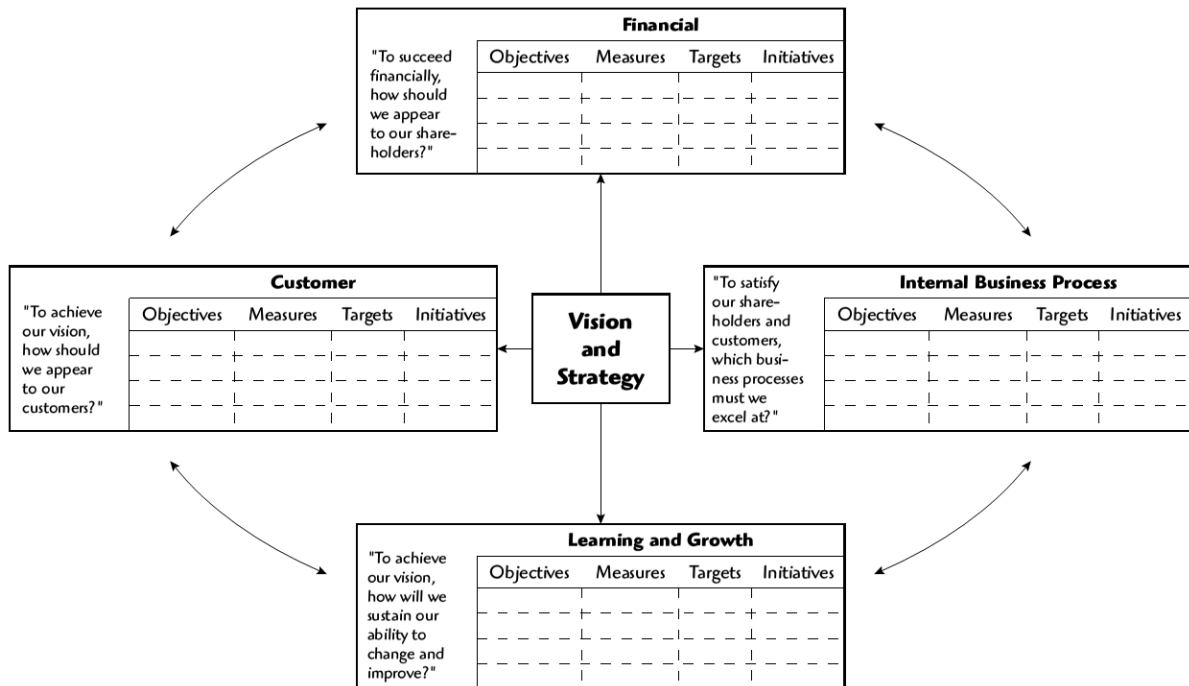 Financial
"To succeed
financially,
how should
we appear
to our share-
holders?"
Objectives Measures Targets Initiatives
Customer
"To achieve
our vision,
how should
we appear
to our
customers?"
Objectives Measures Targets Initiatives
Vision
and
Strategy
Internal Business Process
"To satisfy
our share-
holders and
customers,
which busi-
ness processes
must we
excel at?"
Objectives Measures Targets Initiatives
Learning and Growth
"To achieve
our vision,
how will we
sustain our
ability to
change and
improve?"
Objectives Measures Targets Initiatives